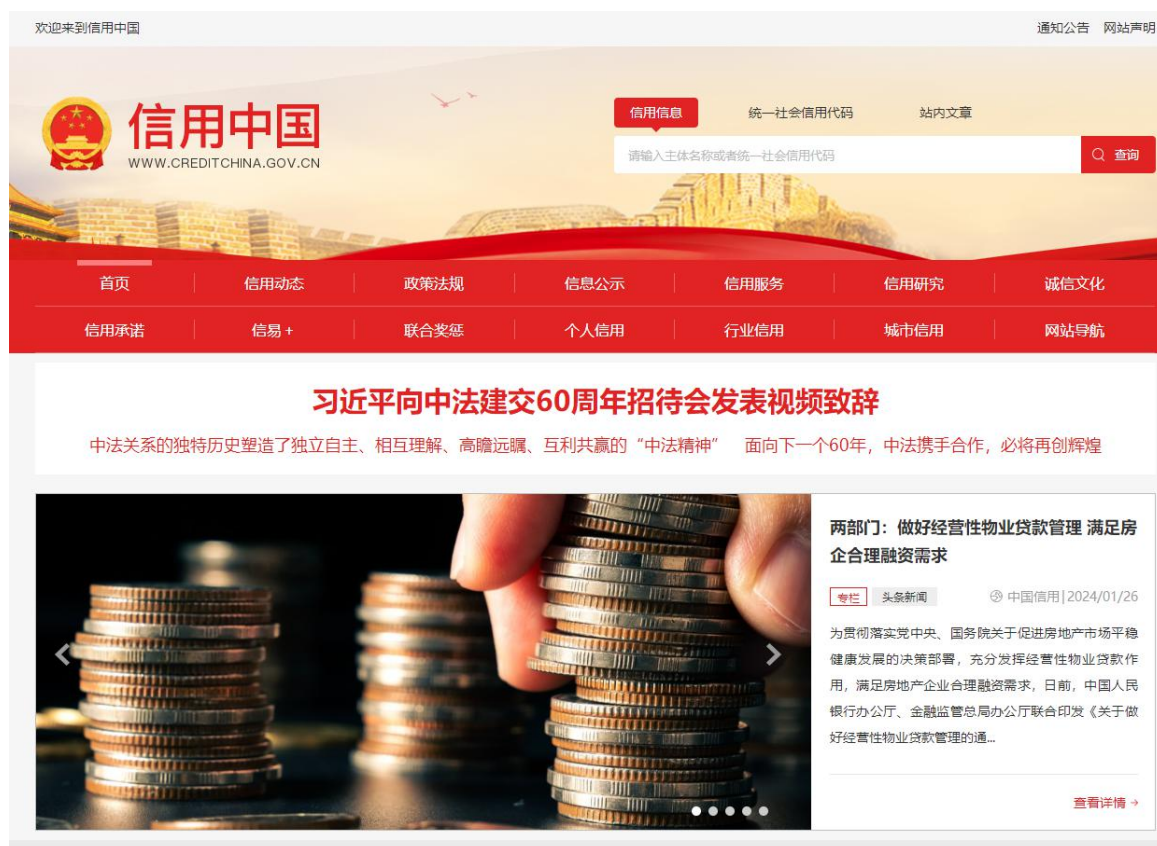 欢迎来到信用中国
通知公告 网站声明
信用中国
WWW.CREDITCHINA.GOV.CN
信用信息 统一社会信用代码 站内文章
请输入主体名称或者统一社会信用代码
查询
首页 信用动态 政策法规 信息公示 信用服务 信用研究 诚信文化
信用承诺 信易+ 联合奖惩 个人信用 行业信用 城市信用 网站导航
习近平向中法建交60周年招待会发表视频致辞
中法关系的独特历史塑造了独立自主、相互理解、高瞻远瞩、互利共赢的“中法精神” 面向下一个60年，中法携手合作，必将再创辉煌
两部门：做好经营性物业贷款管理 满足房
企合理融资需求
专栏 头条新闻 中国信用|2024/01/26
为贯彻落实党中央、国务院关于促进房地产市场平稳
健康发展的决策部署，充分发挥经营性物业贷款作
用，满足房地产企业合理融资需求，日前，中国人民
银行办公厅、金融监管总局办公厅联合印发《关于做
好经营性物业贷款管理的通...
查看详情→